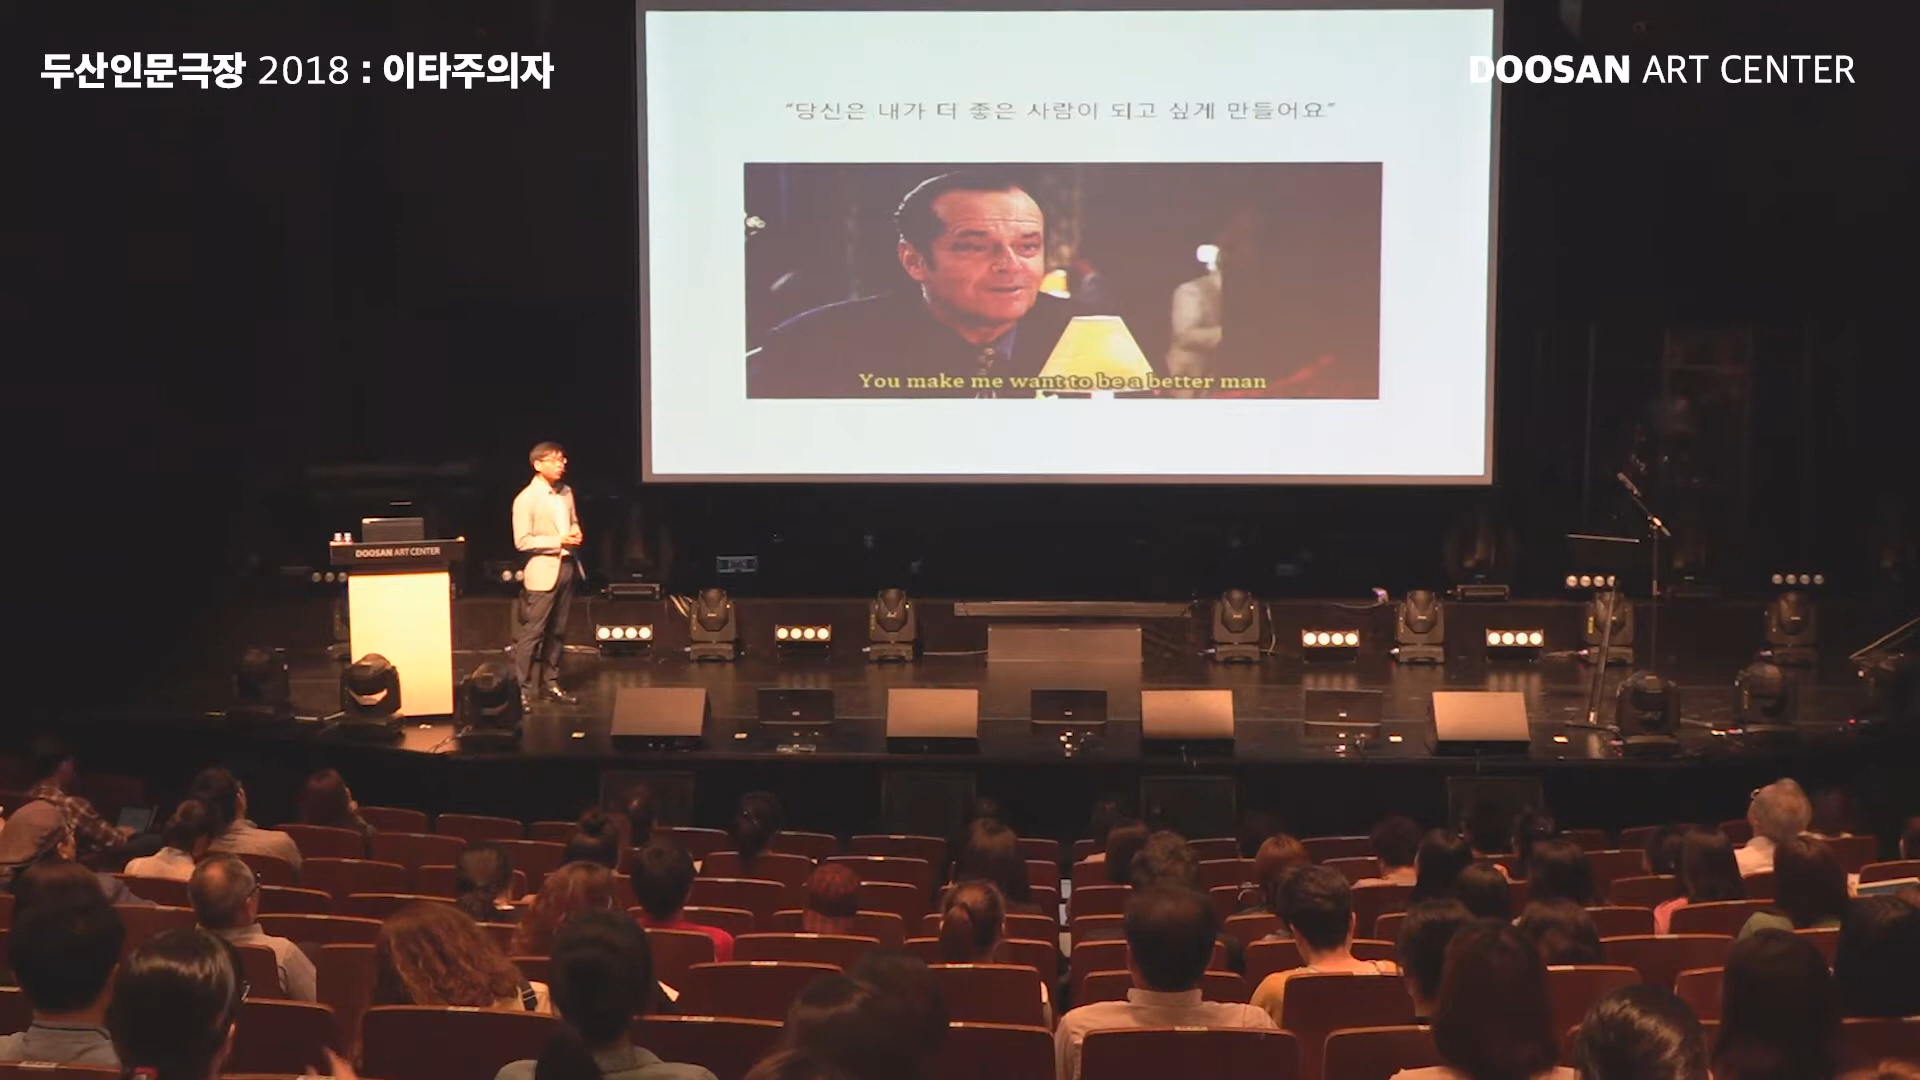 두산인문극장 2018 : 이타주의자
DOOSAN ART CENTER
“당신은 내가 더 좋은 사람이 되고 싶게 만들어요”
You make me want to be a better man
DOOSAN ART CENTER